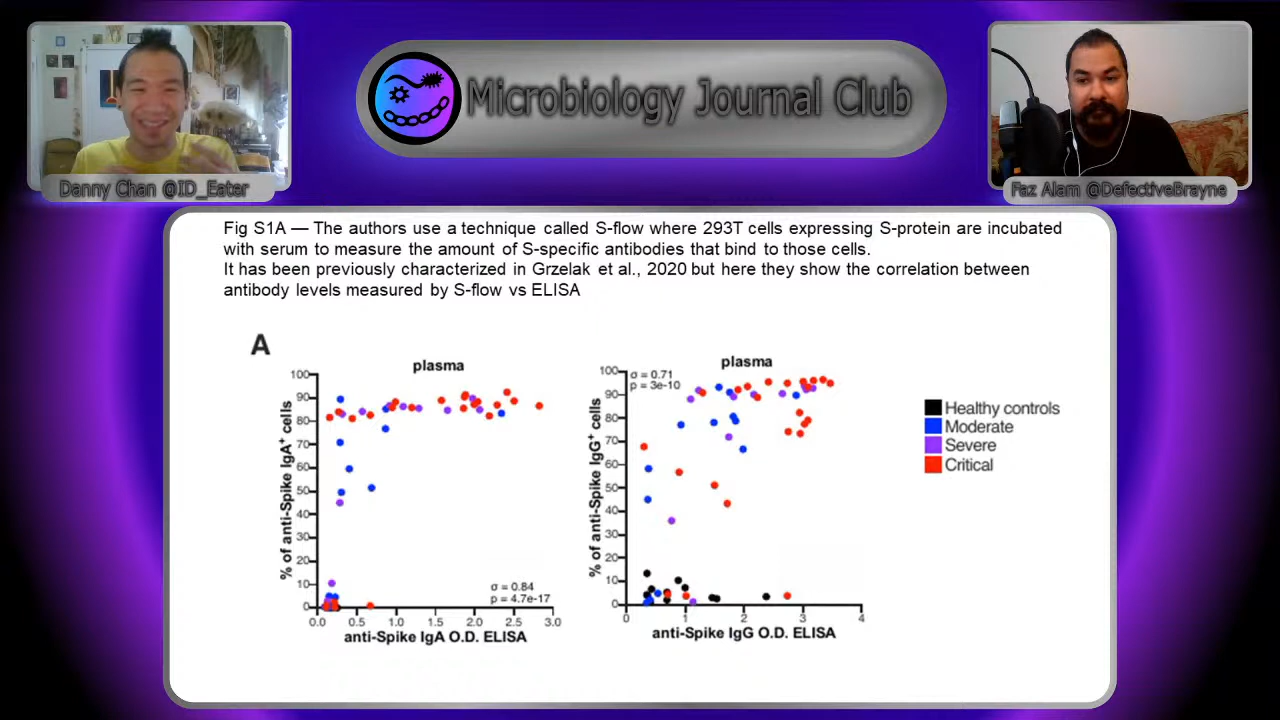 Microbiology Journal Club
Danny Chan @ID_Eater
Faz Alam @DefectiveBrayne
Fig S1A — The authors use a technique called S-flow where 293T cells expressing S-protein are incubated
with serum to measure the amount of S-specific antibodies that bind to those cells.
It has been previously characterized in Grzelak et al., 2020 but here they show the correlation between
antibody levels measured by S-flow vs ELISA
A
plasma
% of anti-Spike IgA+ cells
100
90
80
70
60
50
40
30
20
10
0
σ = 0.84
p = 4.7e-17
0.0 0.5 1.0 1.5 2.0 2.5 3.0
anti-Spike IgA O.D. ELISA
plasma
σ = 0.71
p = 3e-10
% of anti-Spike IgG+ cells
100
90
80
70
60
50
40
30
20
10
0
0 1 2 3 4
anti-Spike IgG O.D. ELISA
Healthy controls
Moderate
Severe
Critical